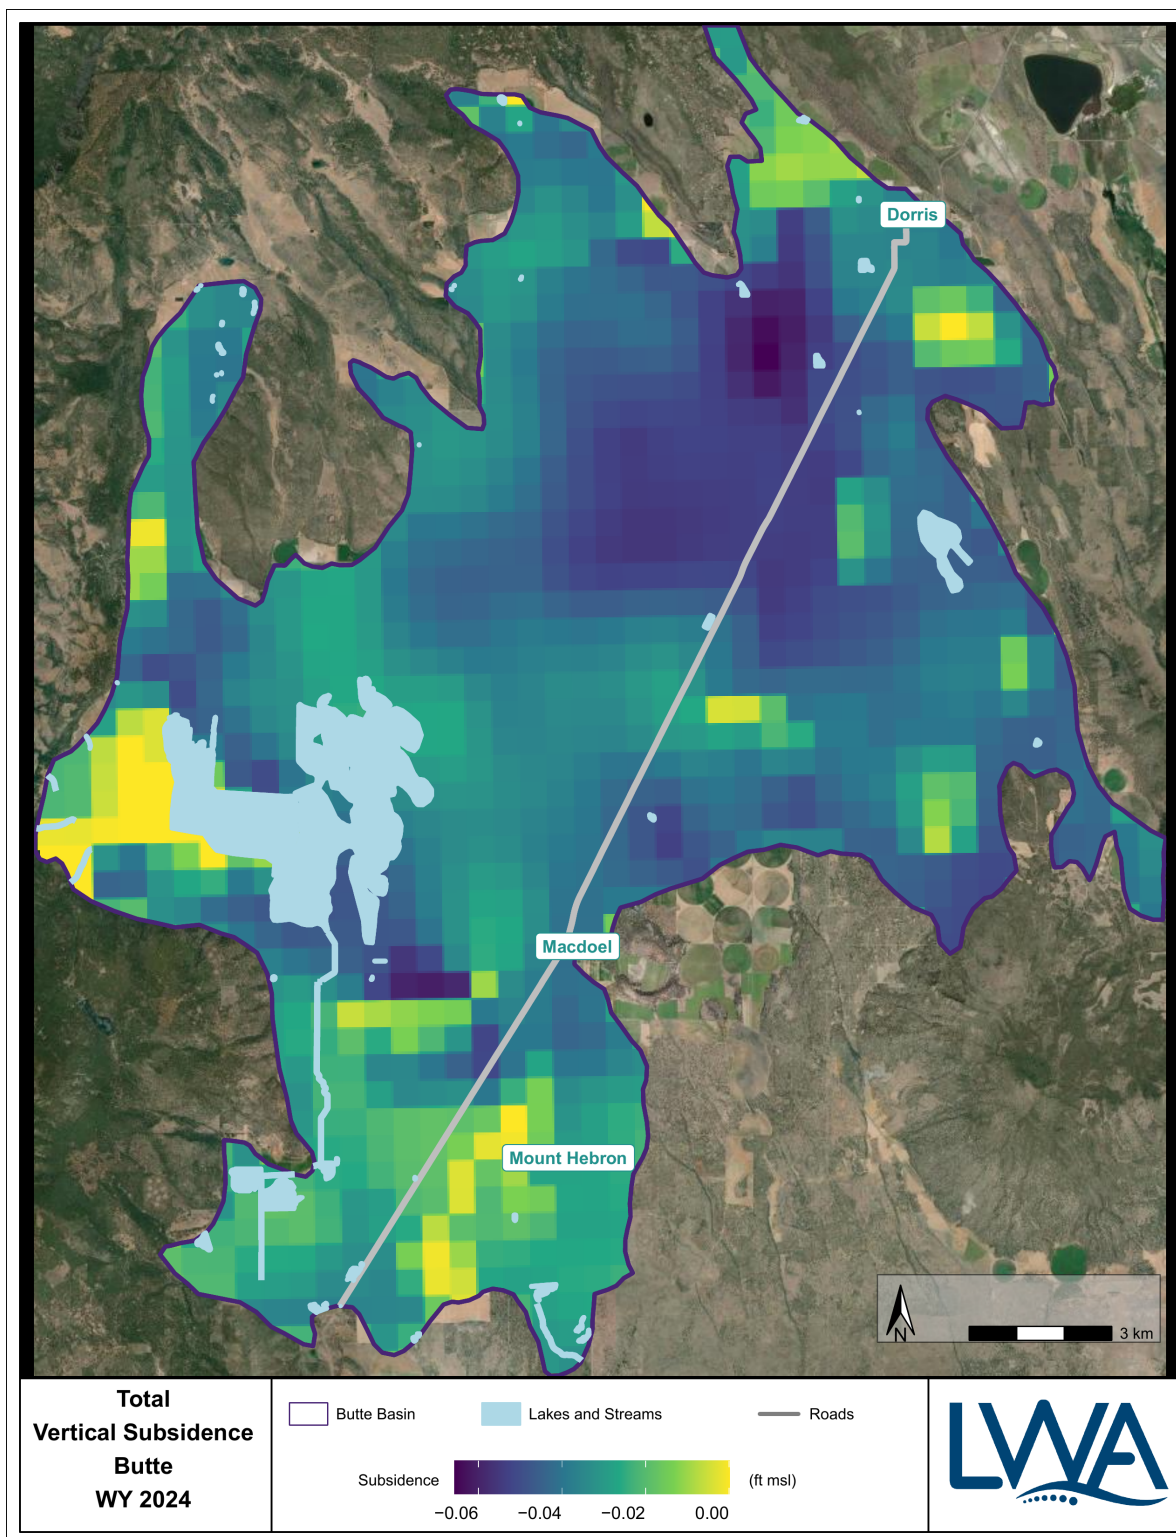 Dorris
Macdoel
Mount Hebron
N
3 km
Total
Vertical Subsidence
Butte
WY 2024
Butte Basin
Lakes and Streams
Roads
Subsidence
(ft msl)
−0.06
−0.04
−0.02
0.00
LWA